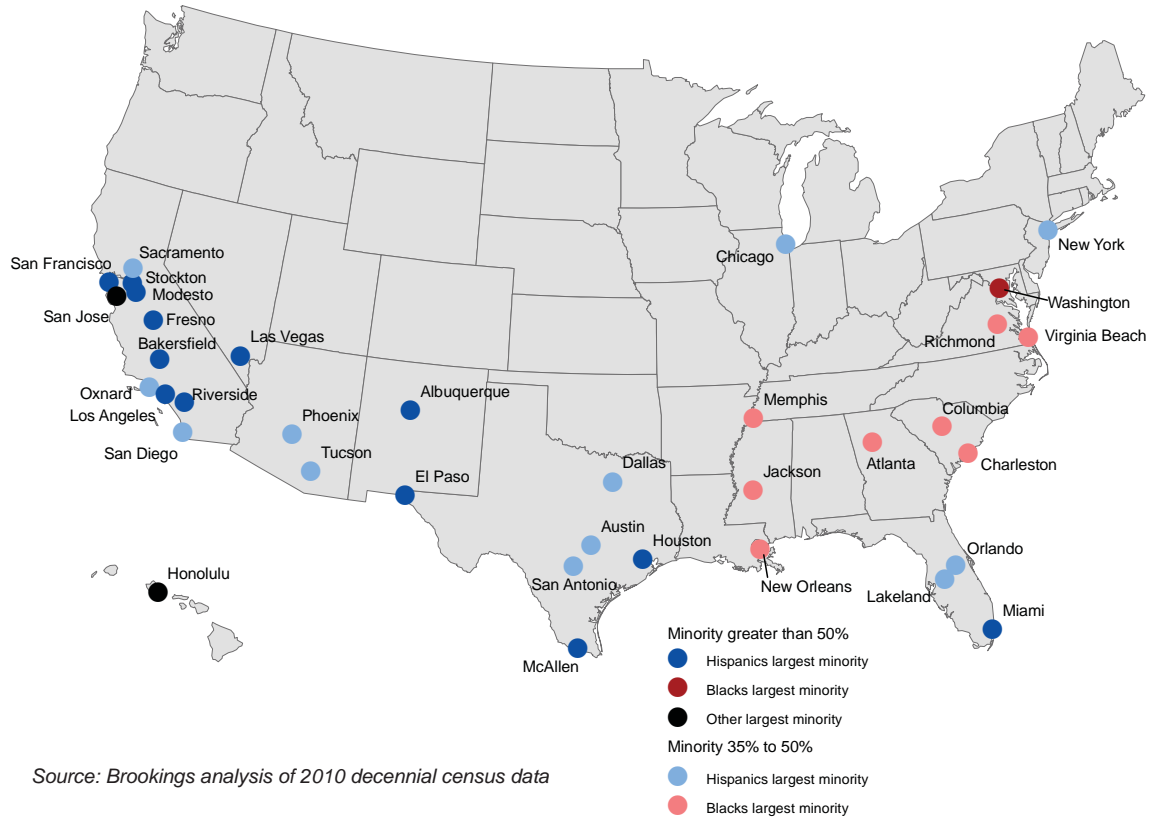 Sacramento
San Francisco
Stockton
Modesto
San Jose
Fresno
Bakersfield
Las Vegas
Oxnard
Riverside
Los Angeles
San Diego
Phoenix
Tucson
Albuquerque
El Paso
Dallas
Austin
San Antonio
Houston
McAllen
Honolulu
Chicago
New York
Washington
Richmond
Virginia Beach
Memphis
Jackson
Columbia
Atlanta
Charleston
New Orleans
Orlando
Lakeland
Miami
Minority greater than 50%
Hispanics largest minority
Blacks largest minority
Other largest minority
Minority 35% to 50%
Hispanics largest minority
Blacks largest minority
Source: Brookings analysis of 2010 decennial census data